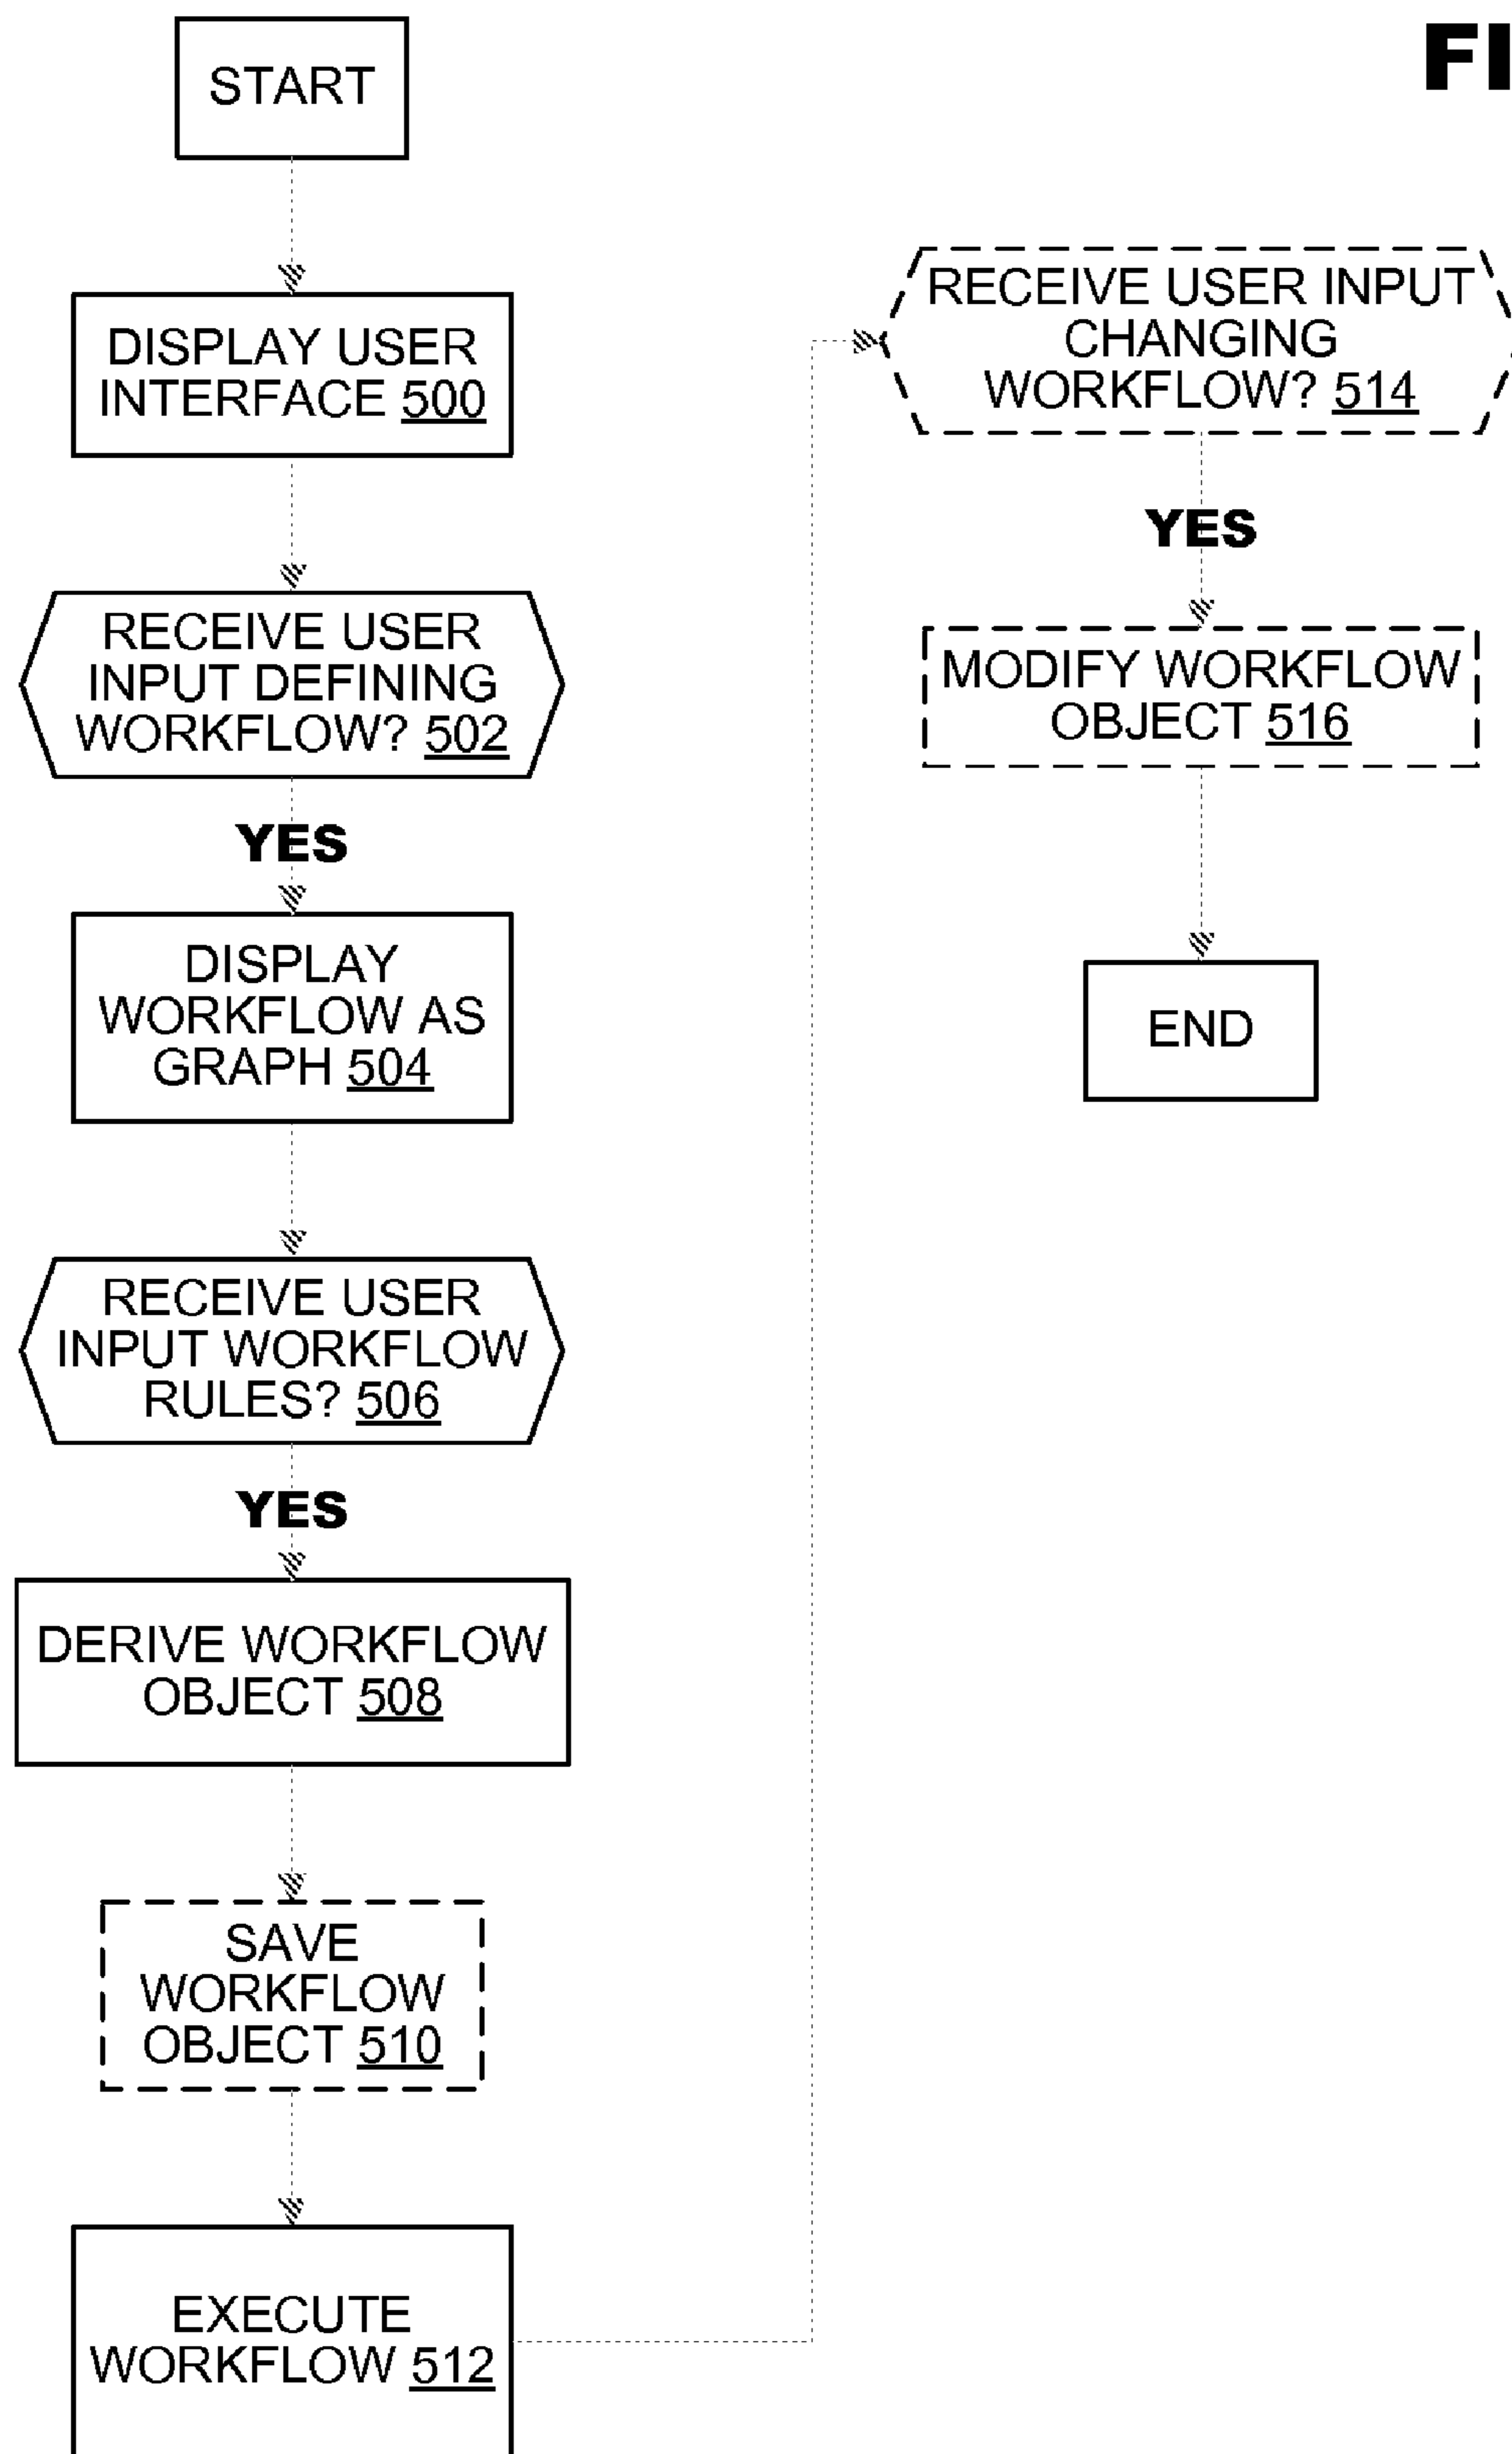 START
DISPLAY USER
INTERFACE 500
RECEIVE USER
INPUT DEFINING
WORKFLOW? 502
YES
DISPLAY
WORKFLOW AS
GRAPH 504
RECEIVE USER
INPUT WORKFLOW
RULES? 506
YES
DERIVE WORKFLOW
OBJECT 508
SAVE
WORKFLOW
OBJECT 510
EXECUTE
WORKFLOW 512
FI
RECEIVE USER INPUT
CHANGING
WORKFLOW? 514
YES
MODIFY WORKFLOW
OBJECT 516
END